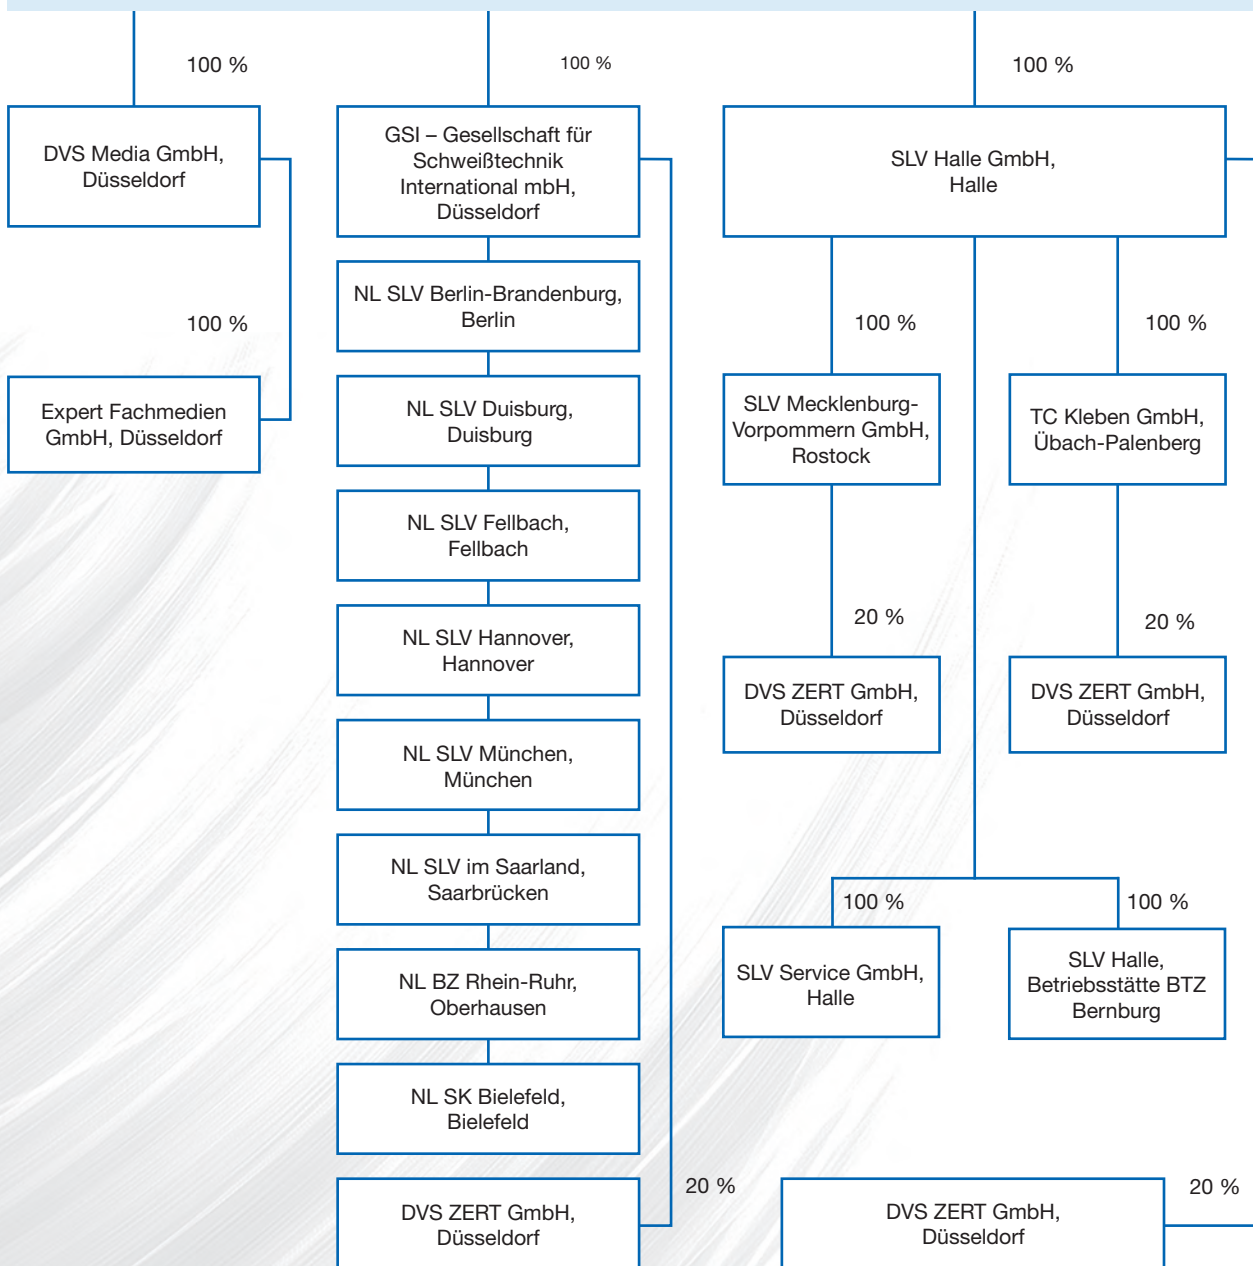 100 %
DVS Media GmbH,
Düsseldorf
100 %
Expert Fachmedien
GmbH, Düsseldorf
100 %
GSI – Gesellschaft für
Schweißtechnik
International mbH,
Düsseldorf
NL SLV Berlin-Brandenburg,
Berlin
NL SLV Duisburg,
Duisburg
NL SLV Fellbach,
Fellbach
NL SLV Hannover,
Hannover
NL SLV München,
München
NL SLV im Saarland,
Saarbrücken
NL BZ Rhein-Ruhr,
Oberhausen
NL SK Bielefeld,
Bielefeld
20 %
DVS ZERT GmbH,
Düsseldorf
100 %
SLV Halle GmbH,
Halle
100 %
SLV Mecklenburg-
Vorpommern GmbH,
Rostock
20 %
DVS ZERT GmbH,
Düsseldorf
100 %
TC Kleben GmbH,
Übach-Palenberg
20 %
DVS ZERT GmbH,
Düsseldorf
100 %
SLV Service GmbH,
Halle
100 %
SLV Halle,
Betriebsstätte BTZ
Bernburg
20 %
DVS ZERT GmbH,
Düsseldorf